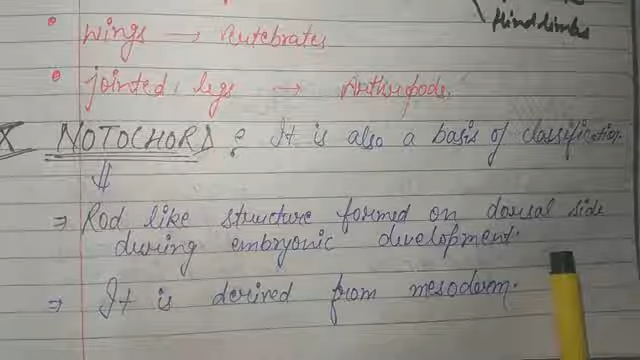 Hind limbs
• Wings → Vertebrates
• Jointed legs → Arthropods.
X NOTOCHORD : It is also a basis of classification.
⇓
⇒ Rod like structure formed on dorsal side
during embryonic development.
⇒ It is derived from mesoderm.